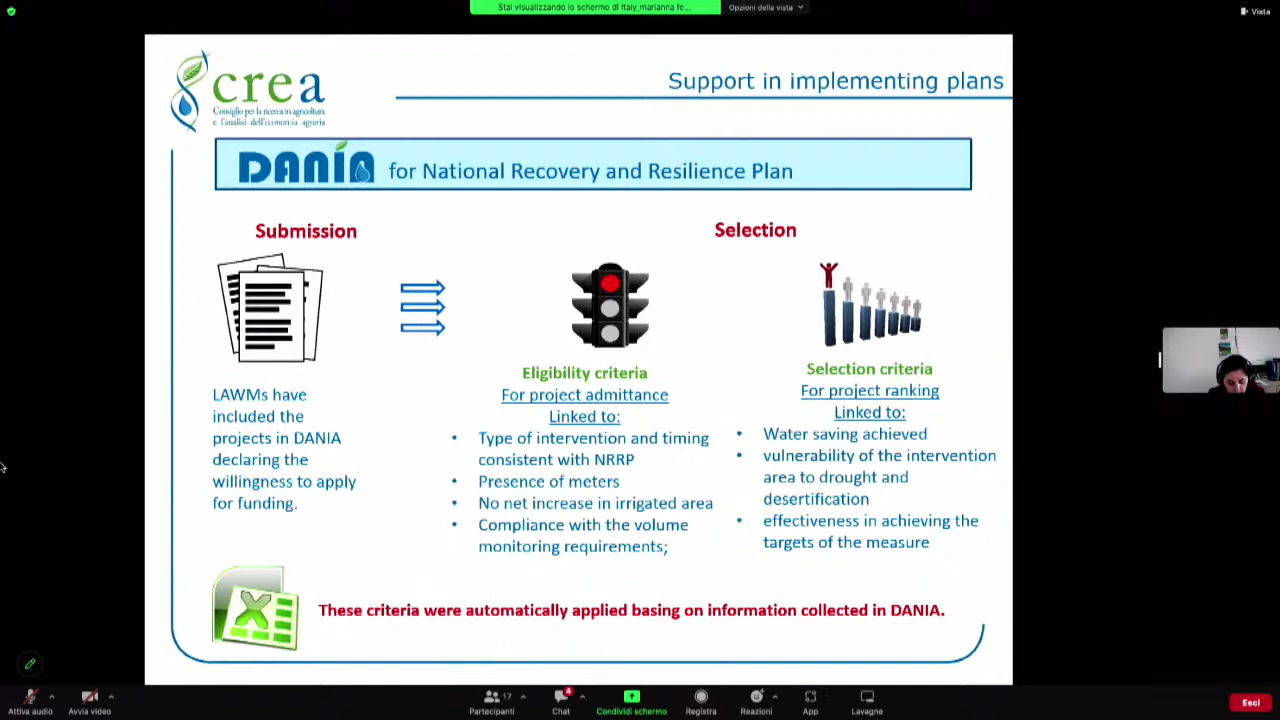 Stai visualizzando lo schermo di Italy_marianna fe...
Opzioni della vista
Vista
crea
Consiglio per la ricerca in agricoltura
e l'analisi dell'economia agraria
Support in implementing plans
DANIA for National Recovery and Resilience Plan
Submission
Selection
LAWMs have
included the
projects in DANIA
declaring the
willingness to apply
for funding.
Eligibility criteria
For project admittance
Linked to:
• Type of intervention and timing
consistent with NRRP
• Presence of meters
• No net increase in irrigated area
• Compliance with the volume
monitoring requirements;
Selection criteria
For project ranking
Linked to:
• Water saving achieved
• vulnerability of the intervention
area to drought and
desertification
• effectiveness in achieving the
targets of the measure
These criteria were automatically applied basing on information collected in DANIA.
Attiva audio
Avvia video
Partecipanti
17
Chat
4
Condividi schermo
Registra
Reazioni
App
Lavagne
Esci